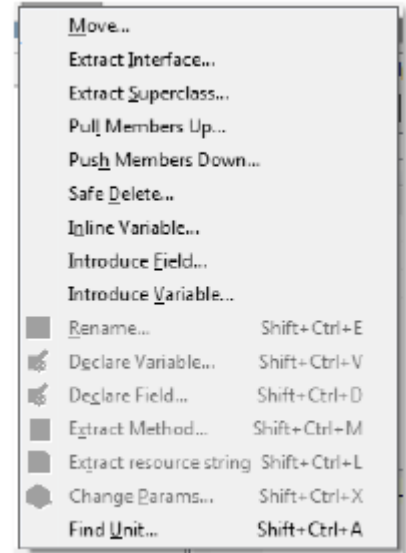 Move...
Extract Interface...
Extract Superclass...
Pull Members Up...
Push Members Down...
Safe Delete...
Inline Variable...
Introduce Field...
Introduce Variable...
Rename... Shift+Ctrl+E
Declare Variable... Shift+Ctrl+V
Declare Field... Shift+Ctrl+D
Extract Method... Shift+Ctrl+M
Extract resource string Shift+Ctrl+L
Change Params... Shift+Ctrl+X
Find Unit... Shift+Ctrl+A